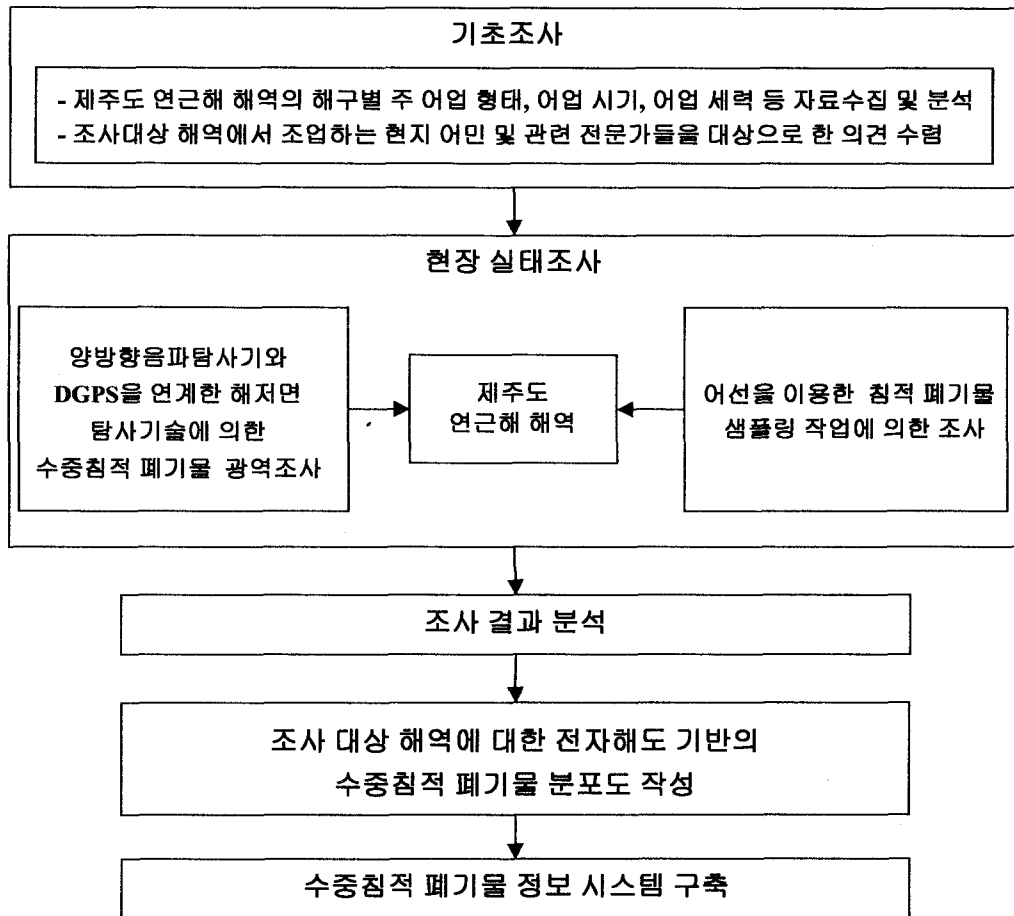 기초조사
- 제주도 연근해 해역의 해구별 주 어업 형태, 어업 시기, 어업 세력 등 자료수집 및 분석
- 조사대상 해역에서 조업하는 현지 어민 및 관련 전문가들을 대상으로 한 의견 수렴
현장 실태조사
양방향음파탐사기와
DGPS을 연계한 해저면
탐사기술에 의한
수중침적 폐기물 광역조사
제주도
연근해 해역
어선을 이용한 침적 폐기물
샘플링 작업에 의한 조사
조사 결과 분석
조사 대상 해역에 대한 전자해도 기반의
수중침적 폐기물 분포도 작성
수중침적 폐기물 정보 시스템 구축